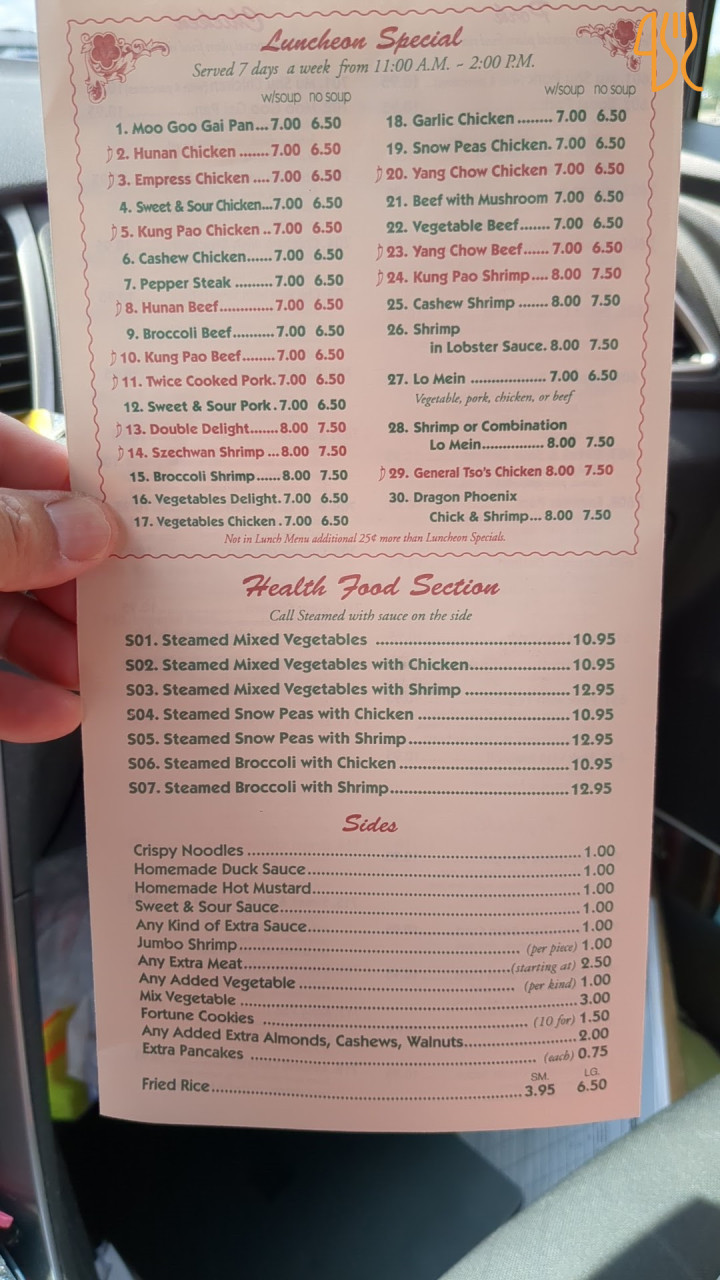 Luncheon Special
Served 7 days a week from 11:00 A.M. ~ 2:00 P.M.
w/soup no soup
1. Moo Goo Gai Pan...7.00 6.50
2. Hunan Chicken .......7.00 6.50
3. Empress Chicken ....7.00 6.50
4. Sweet & Sour Chicken...7.00 6.50
5. Kung Pao Chicken ..7.00 6.50
6. Cashew Chicken......7.00 6.50
7. Pepper Steak .........7.00 6.50
8. Hunan Beef.............7.00 6.50
9. Broccoli Beef...........7.00 6.50
10. Kung Pao Beef........7.00 6.50
11. Twice Cooked Pork.7.00 6.50
12. Sweet & Sour Pork.7.00 6.50
13. Double Delight.......8.00 7.50
14. Szechwan Shrimp ...8.00 7.50
15. Broccoli Shrimp......8.00 7.50
16. Vegetables Delight.7.00 6.50
17. Vegetables Chicken.7.00 6.50
w/soup no soup
18. Garlic Chicken ........7.00 6.50
19. Snow Peas Chicken.7.00 6.50
20. Yang Chow Chicken 7.00 6.50
21. Beef with Mushroom 7.00 6.50
22. Vegetable Beef.......7.00 6.50
23. Yang Chow Beef......7.00 6.50
24. Kung Pao Shrimp....8.00 7.50
25. Cashew Shrimp .......8.00 7.50
26. Shrimp
in Lobster Sauce.8.00 7.50
27. Lo Mein ...................7.00 6.50
Vegetable, pork, chicken, or beef
28. Shrimp or Combination
Lo Mein................8.00 7.50
29. General Tso's Chicken 8.00 7.50
30. Dragon Phoenix
Chick & Shrimp...8.00 7.50
Not in Lunch Menu additional 25¢ more than Luncheon Specials.
Health Food Section
Call Steamed with sauce on the side
S01. Steamed Mixed Vegetables ..........................................10.95
S02. Steamed Mixed Vegetables with Chicken......................10.95
S03. Steamed Mixed Vegetables with Shrimp .......................12.95
S04. Steamed Snow Peas with Chicken .................................10.95
S05. Steamed Snow Peas with Shrimp...................................12.95
S06. Steamed Broccoli with Chicken .....................................10.95
S07. Steamed Broccoli with Shrimp.......................................12.95
Sides
Crispy Noodles ........................................................................1.00
Homemade Duck Sauce...........................................................1.00
Homemade Hot Mustard..........................................................1.00
Sweet & Sour Sauce.................................................................1.00
Any Kind of Extra Sauce...........................................................1.00
Jumbo Shrimp.............................................................(per piece) 1.00
Any Extra Meat..........................................................(starting at) 2.50
Any Added Vegetable ...............................................(per kind) 1.00
Mix Vegetable .........................................................................3.00
Fortune Cookies .........................................................(10 for) 1.50
Any Added Extra Almonds, Cashews, Walnuts.........................2.00
Extra Pancakes ..............................................................(each) 0.75
SM. LG.
Fried Rice....................................................................3.95 6.50